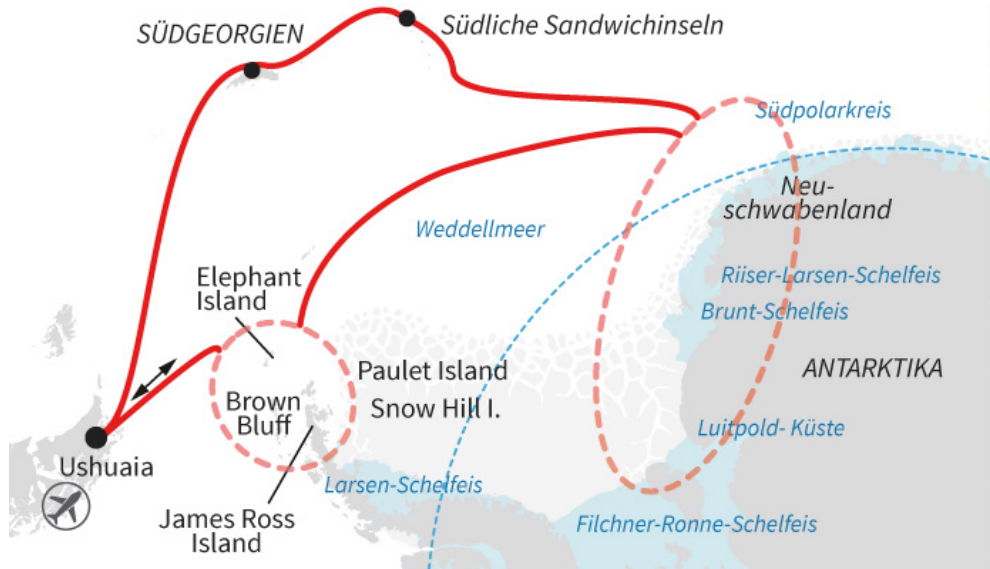 SÜDGEORGIEN
Südliche Sandwichinseln
Südpolarkreis
Neu-
schwabenland
Weddellmeer
Elephant
Island
Riiser-Larsen-Schelfeis
Brunt-Schelfeis
Paulet Island
ANTARKTIKA
Snow Hill I.
Brown
Bluff
Luitpold- Küste
Ushuaia
Larsen-Schelfeis
James Ross
Island
Filchner-Ronne-Schelfeis